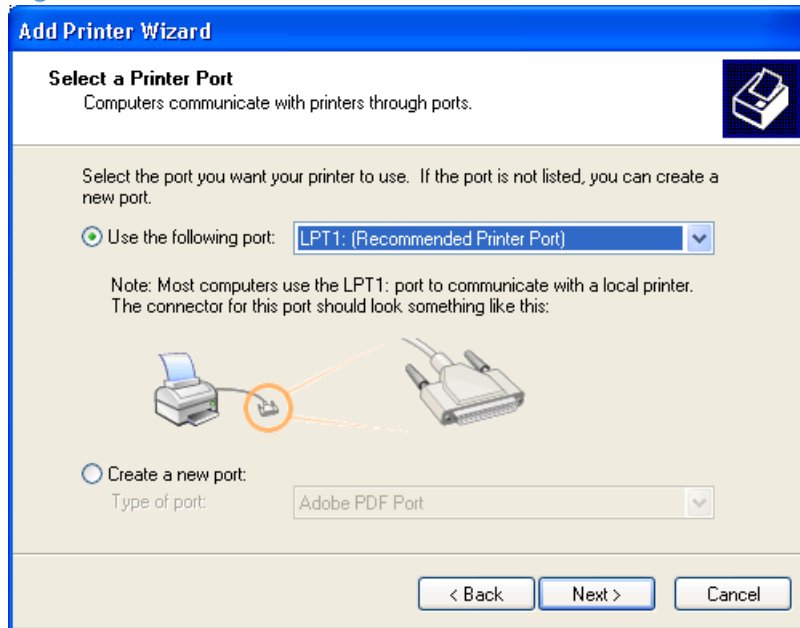 Add Printer Wizard
Select a Printer Port
Computers communicate with printers through ports.
Select the port you want your printer to use. If the port is not listed, you can create a
new port.
Use the following port: LPT1: (Recommended Printer Port)
Note: Most computers use the LPT1: port to communicate with a local printer.
The connector for this port should look something like this:
Create a new port:
Type of port: Adobe PDF Port
< Back Next > Cancel